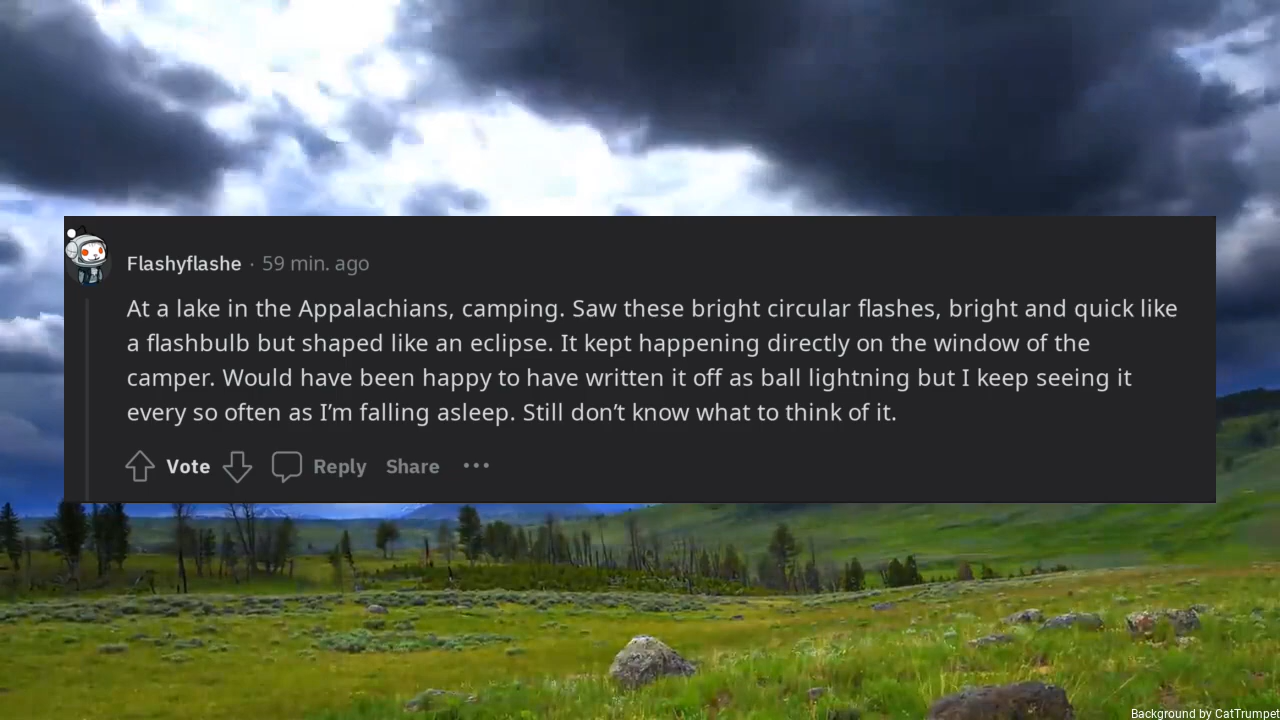 Flashyflashe · 59 min. ago
At a lake in the Appalachians, camping. Saw these bright circular flashes, bright and quick like
a flashbulb but shaped like an eclipse. It kept happening directly on the window of the
camper. Would have been happy to have written it off as ball lightning but I keep seeing it
every so often as I’m falling asleep. Still don’t know what to think of it.
Vote Reply Share •••
Background by CatTrumpet